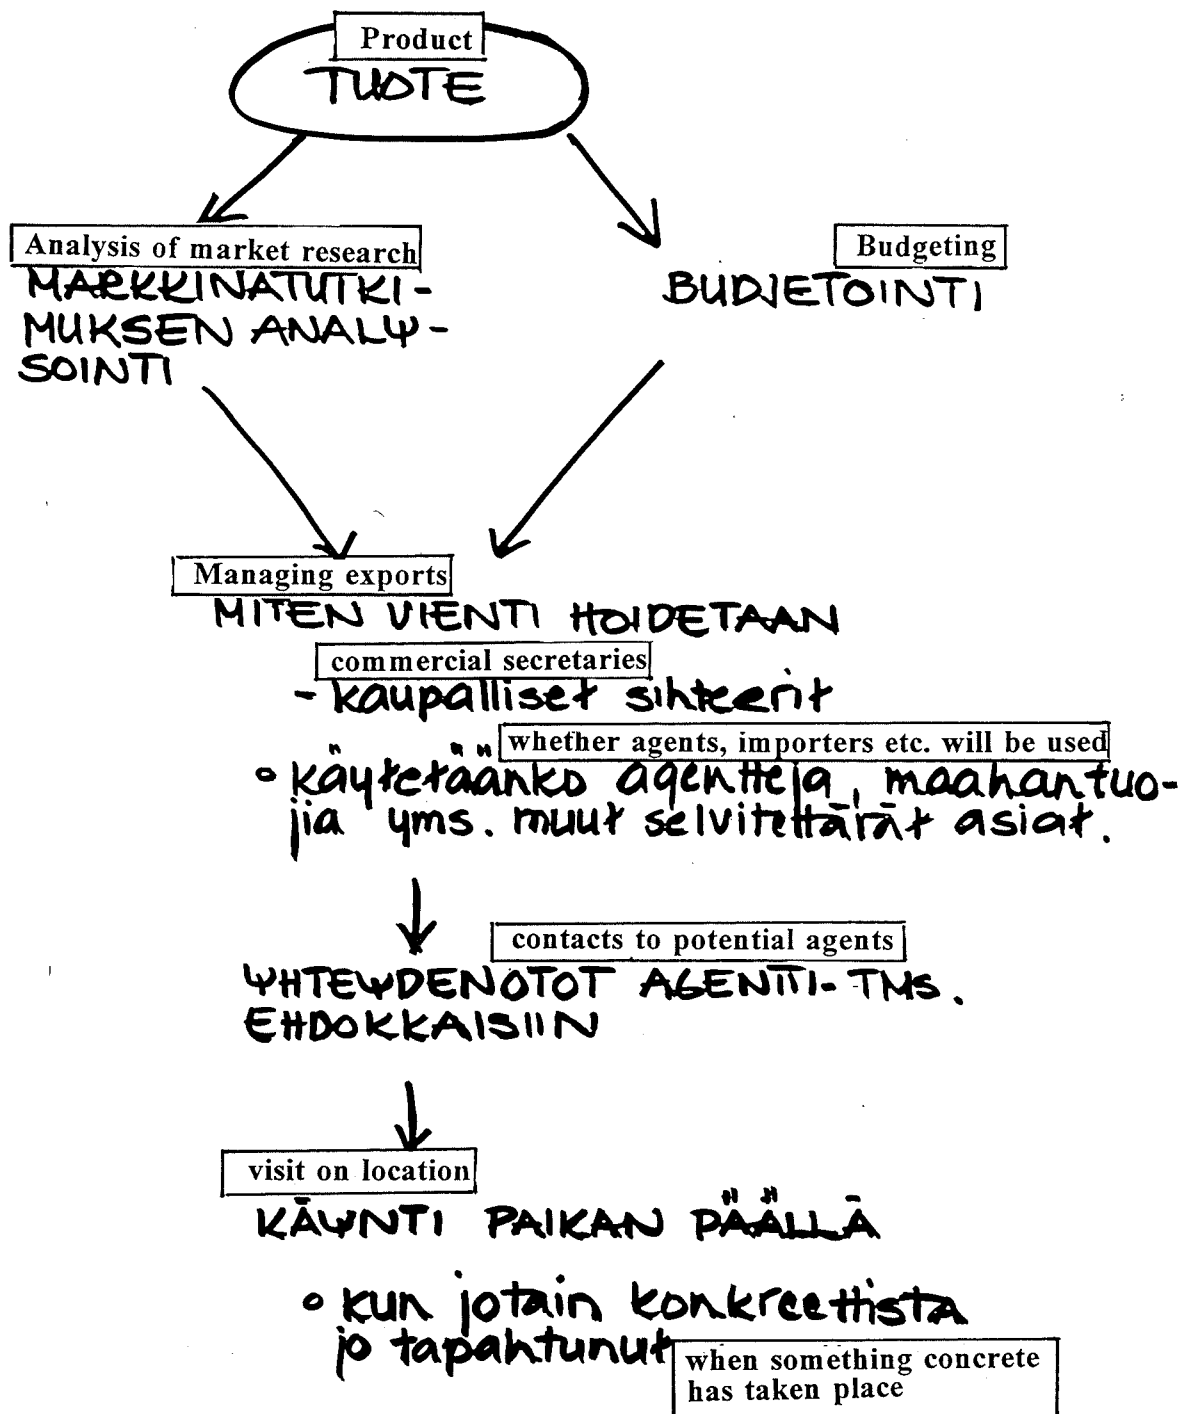 Product
TUOTE
Analysis of market research
MARKKINATUTKI-
MUKSEN ANALY-
SOINTI
Budgeting
BUDJETOINTI
Managing exports
MITEN VIENTI HOIDETAAN
commercial secretaries
- kaupalliset sihteerit
whether agents, importers etc. will be used
• käytetäänkö agentteja, maahantuo-
jia yms. muut selvitettävät asiat.
contacts to potential agents
YHTEYDENOTOT AGENTTI- TMS.
EHDOKKAISIIN
visit on location
KÄYNTI PAIKAN PÄÄLLÄ
• kun jotain konkreettista
jo tapahtunut
when something concrete
has taken place